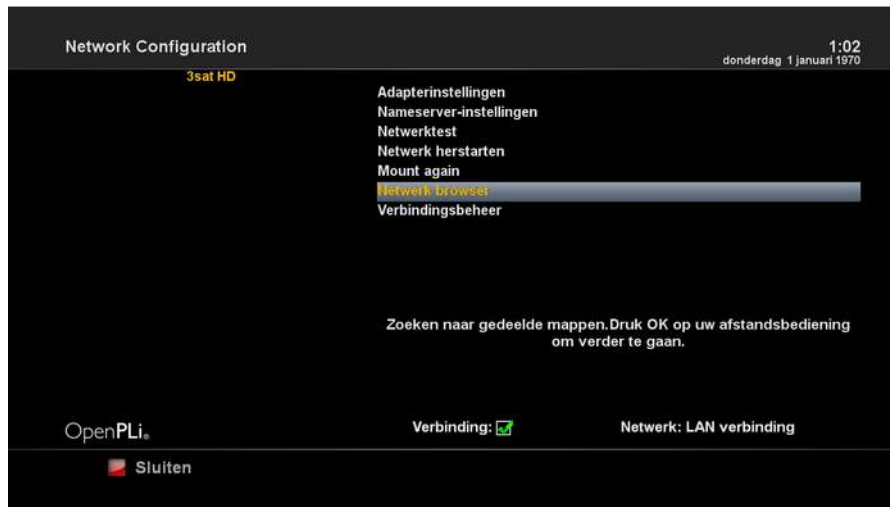 Network Configuration
1:02
donderdag 1 januari 1970
3sat HD
Adapterinstellingen
Nameserver-instellingen
Netwerktest
Netwerk herstarten
Mount again
Netwerk browser
Verbindingsbeheer
Zoeken naar gedeelde mappen.Druk OK op uw afstandsbediening
om verder te gaan.
OpenPLi®
Verbinding:
Netwerk: LAN verbinding
Sluiten